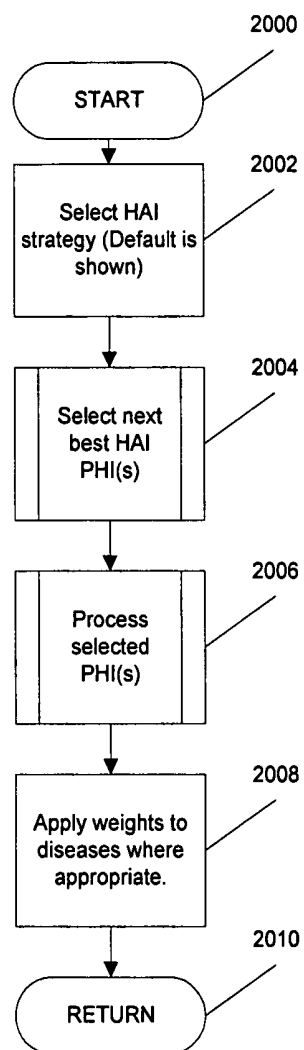 2000
START
2002
Select HAI
strategy (Default is
shown)
2004
Select next
best HAI
PHI(s)
2006
Process
selected
PHI(s)
2008
Apply weights to
diseases where
appropriate.
2010
RETURN